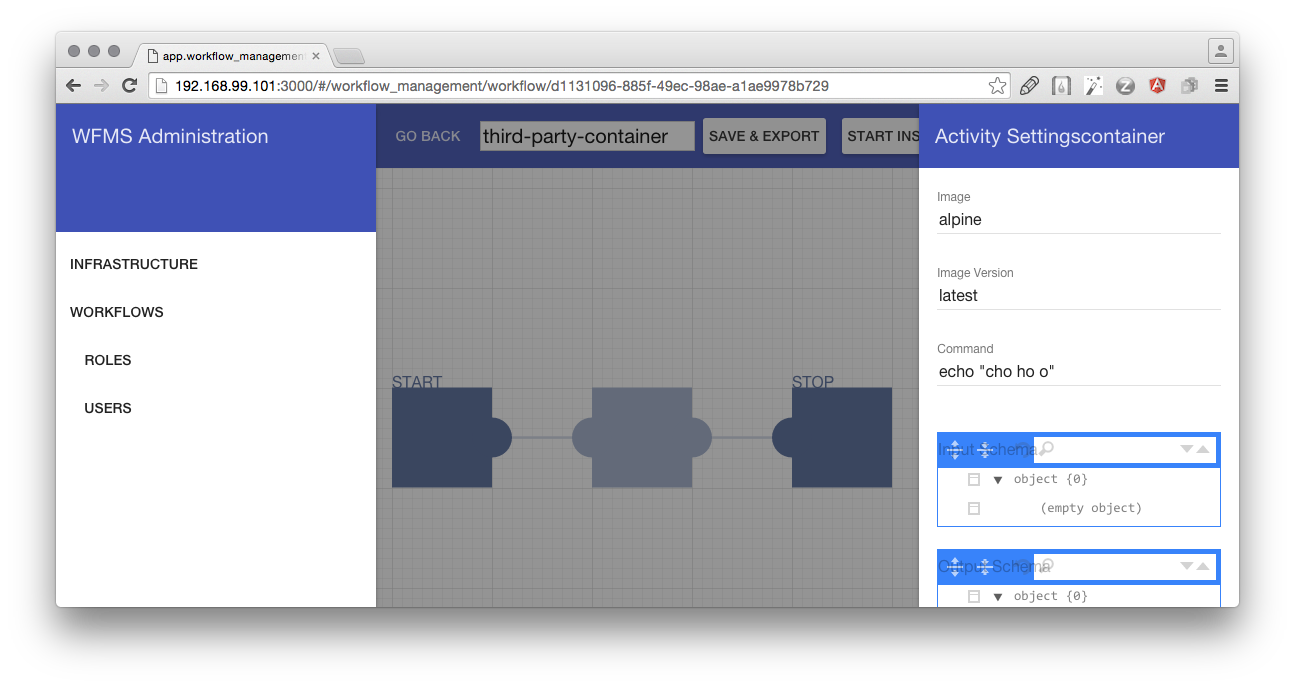 app.workflow_managemen
192.168.99.101:3000/#/workflow_management/workflow/d1131096-885f-49ec-98ae-a1ae9978b729
WFMS Administration
GO BACK
third-party-container
SAVE & EXPORT
START INS
Activity Settingscontainer
INFRASTRUCTURE
WORKFLOWS
ROLES
USERS
START
STOP
Image
alpine
Image Version
latest
Command
echo "cho ho o"
Input Schema
object {0}
(empty object)
Output Schema
object {0}